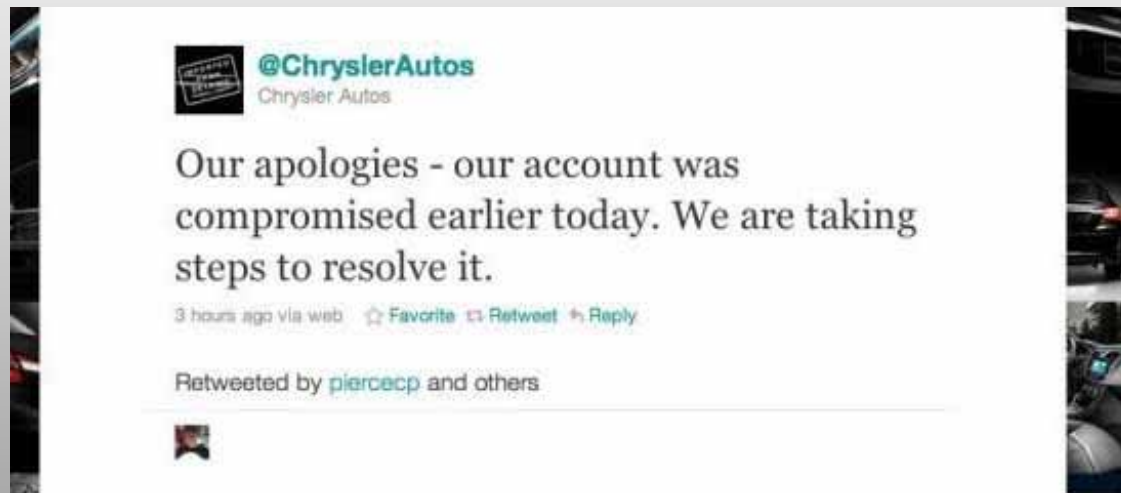 @ChryslerAutos
Chrysler Autos
Our apologies - our account was
compromised earlier today. We are taking
steps to resolve it.
3 hours ago via web Favorite Retweet Reply
Retweeted by piercecp and others